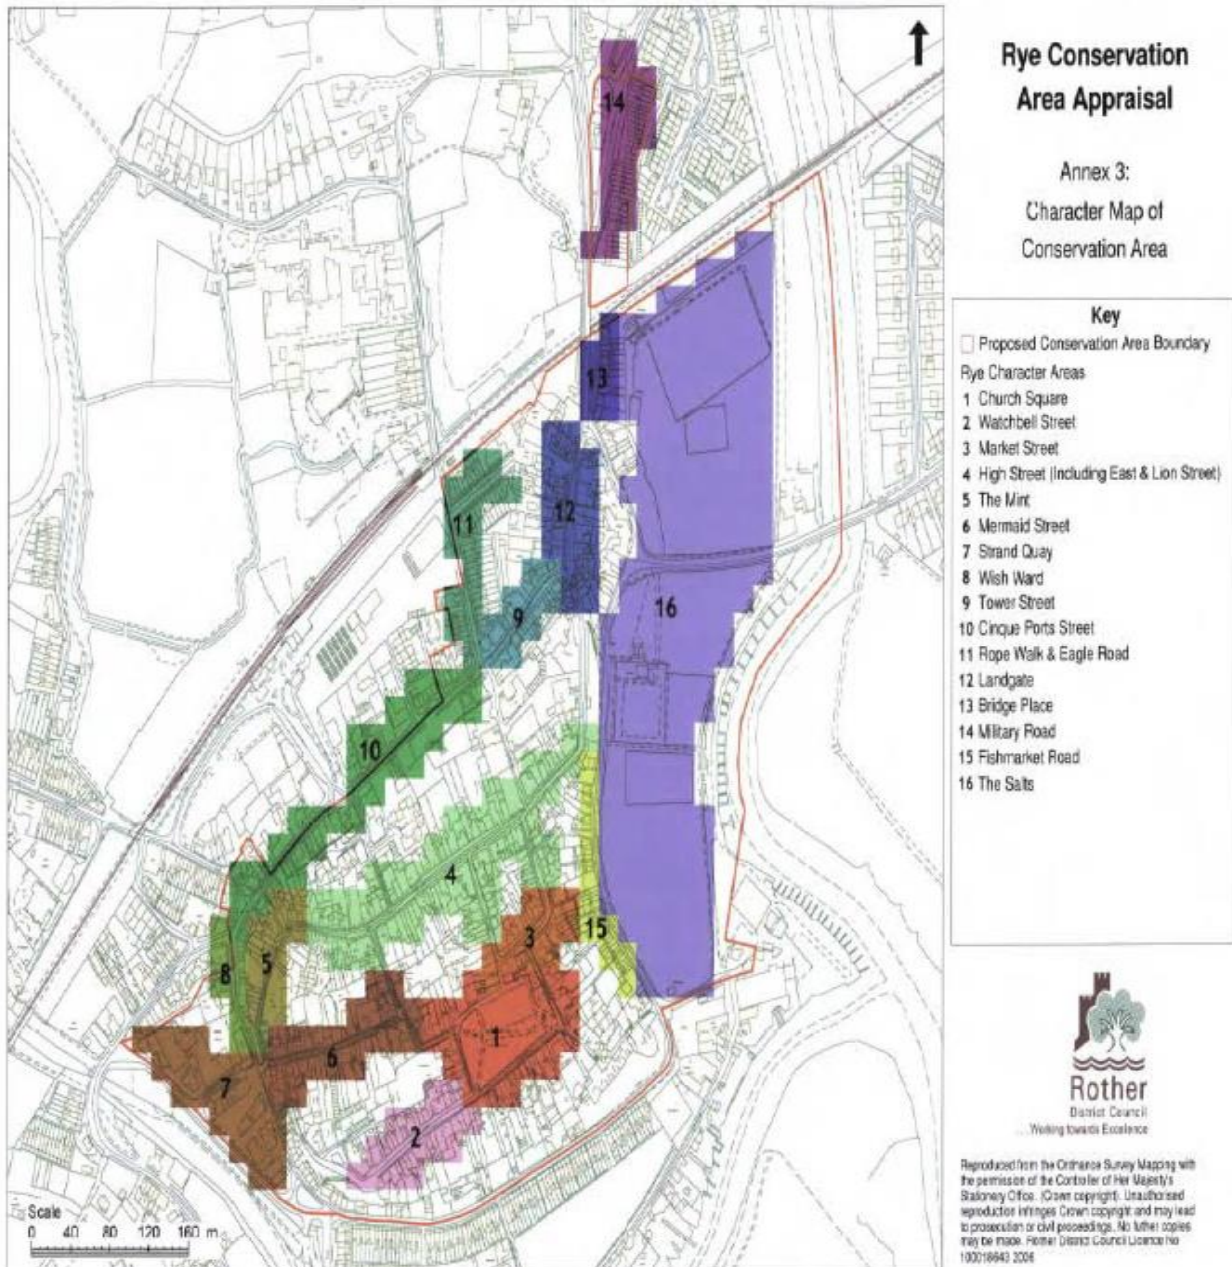 Rye Conservation
Area Appraisal
Annex 3:
Character Map of
Conservation Area
Key
Proposed Conservation Area Boundary
Rye Character Areas
1 Church Square
2 Watchbell Street
3 Market Street
4 High Street (Including East & Lion Street)
5 The Mint
6 Mermaid Street
7 Strand Quay
8 Wish Ward
9 Tower Street
10 Cinque Ports Street
11 Rope Walk & Eagle Road
12 Landgate
13 Bridge Place
14 Military Road
15 Fishmarket Road
16 The Salts
14
13
11
12
9
16
10
4
3
15
8
5
1
6
7
2
Scale
0 40 80 120 160 m
Rother
District Council
... Working towards Excellence
Reproduced from the Ordnance Survey Mapping with
the permission of the Controller of Her Majesty's
Stationery Office. (Crown copyright). Unauthorised
reproduction infringes Crown copyright and may lead
to prosecution or civil proceedings. No further copies
may be made. Rother District Council Licence No
100018643 2006